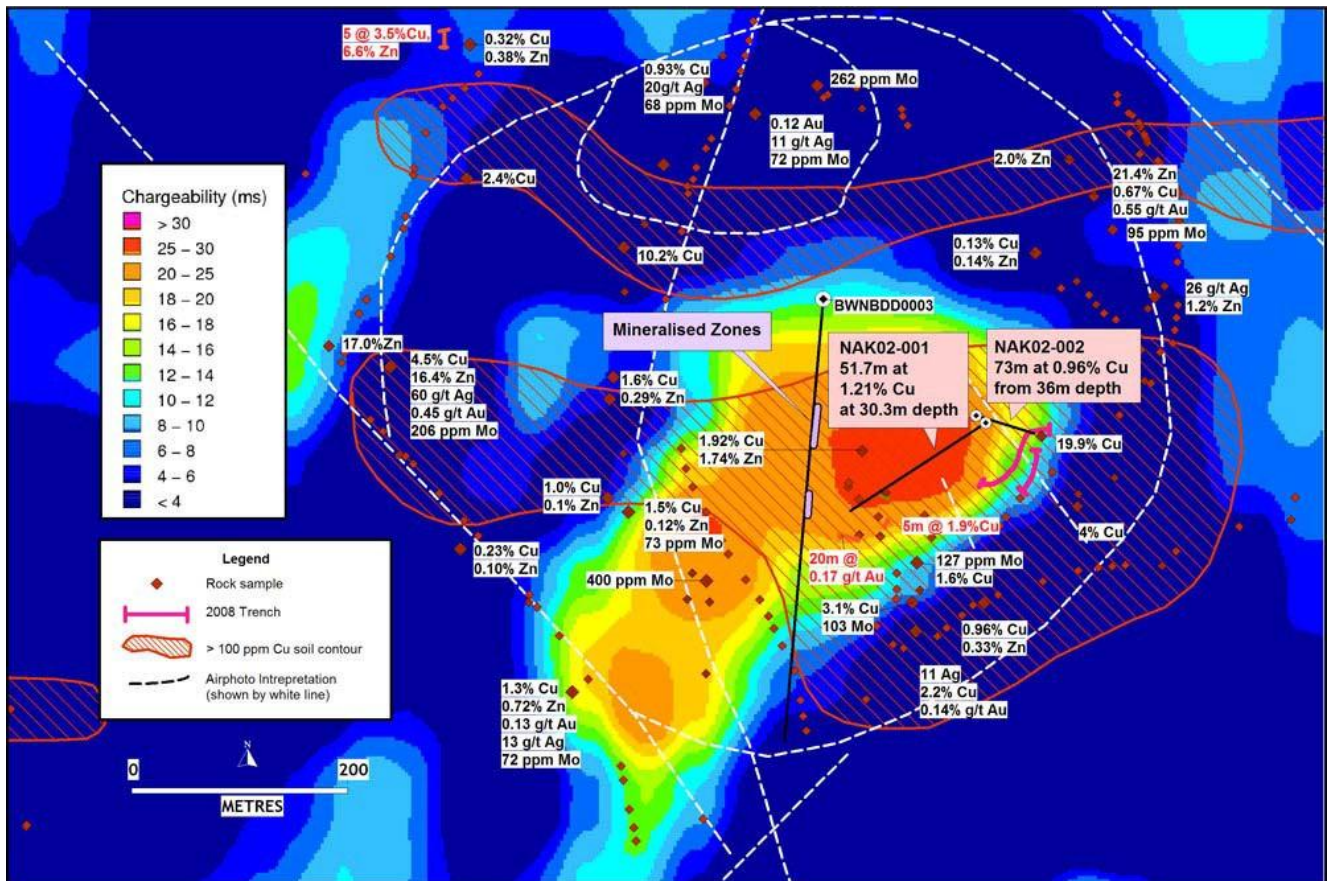 5 @ 3.5%Cu,
6.6% Zn
0.32% Cu
0.38% Zn
0.93% Cu
20g/t Ag
68 ppm Mo
262 ppm Mo
0.12 Au
11 g/t Ag
72 ppm Mo
2.0% Zn
21.4% Zn
0.67% Cu
0.55 g/t Au
95 ppm Mo
2.4%Cu
10.2% Cu
0.13% Cu
0.14% Zn
26 g/t Ag
1.2% Zn
Chargeability (ms)
> 30
25 – 30
20 – 25
18 – 20
16 – 18
14 – 16
12 – 14
10 – 12
8 – 10
6 – 8
4 – 6
< 4
BWNBDD0003
Mineralised Zones
NAK02-001
51.7m at
1.21% Cu
at 30.3m depth
NAK02-002
73m at 0.96% Cu
from 36m depth
17.0%Zn
4.5% Cu
16.4% Zn
60 g/t Ag
0.45 g/t Au
206 ppm Mo
1.6% Cu
0.29% Zn
1.92% Cu
1.74% Zn
19.9% Cu
1.0% Cu
0.1% Zn
1.5% Cu
0.12% Zn
73 ppm Mo
5m @ 1.9%Cu
4% Cu
0.23% Cu
0.10% Zn
20m @
0.17 g/t Au
127 ppm Mo
1.6% Cu
400 ppm Mo
3.1% Cu
103 Mo
0.96% Cu
0.33% Zn
11 Ag
2.2% Cu
0.14% g/t Au
1.3% Cu
0.72% Zn
0.13 g/t Au
13 g/t Ag
72 ppm Mo
Legend
Rock sample
2008 Trench
> 100 ppm Cu soil contour
Airphoto Intrepretation
(shown by white line)
N
0
200
METRES